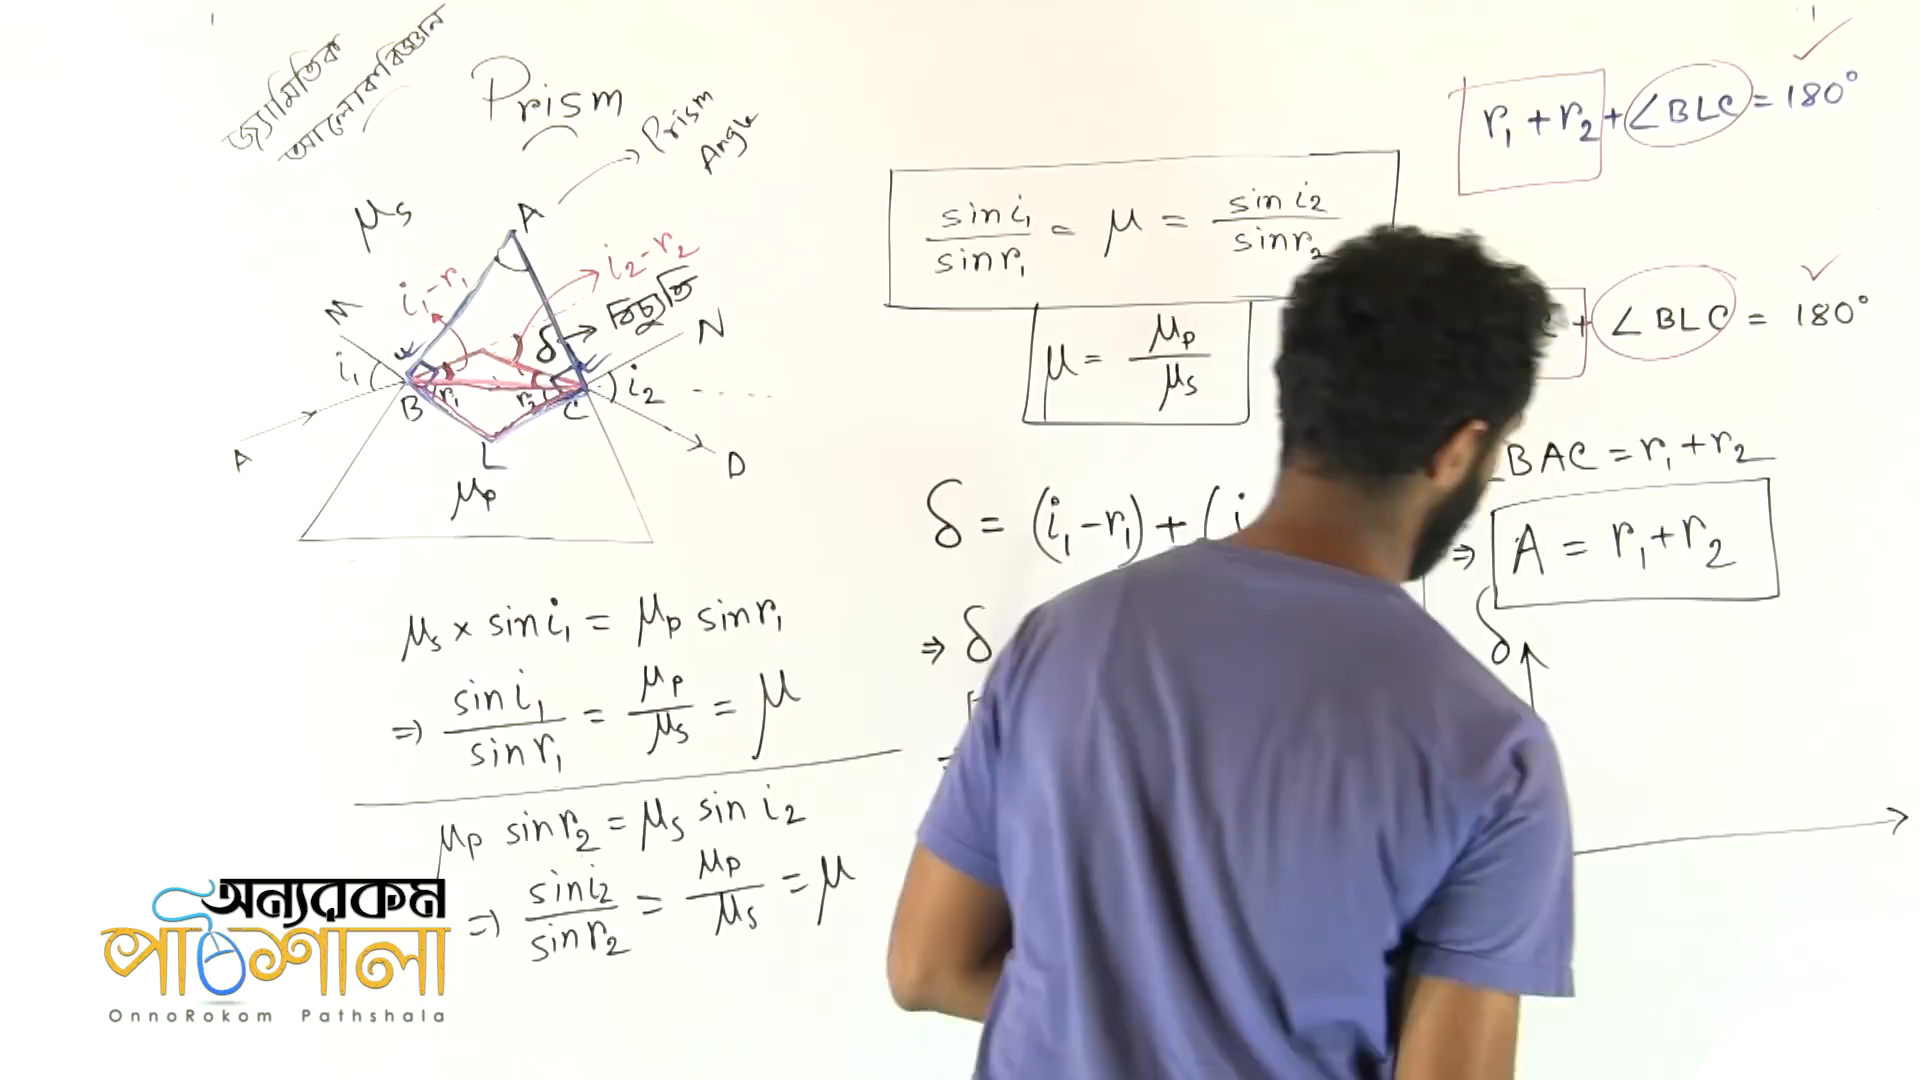 জ্যামিতিক
আলোকবিজ্ঞান
Prism
Prism
Angle
μs
A
i₁-r₁
i₂-r₂
δ → বিচ্যুতি
M
N
i₁
r₁
r₂
i₂
B
C
A
L
D
μp
μs × sin i₁ = μp sin r₁
⇒ sin i₁/sin r₁ = μp/μs = μ
μp sin r₂ = μs sin i₂
⇒ sin i₂/sin r₂ = μp/μs = μ
sin i₁/sin r₁ = μ = sin i₂/sin r₂
μ = μp/μs
δ = (i₁-r₁) + (i
⇒ δ
r₁ + r₂ + ∠BLC = 180°
+ ∠BLC = 180°
∠BAC = r₁ + r₂
⇒ A = r₁ + r₂
δ
অন্যরকম
পাঠশালা
OnnoRokom Pathshala